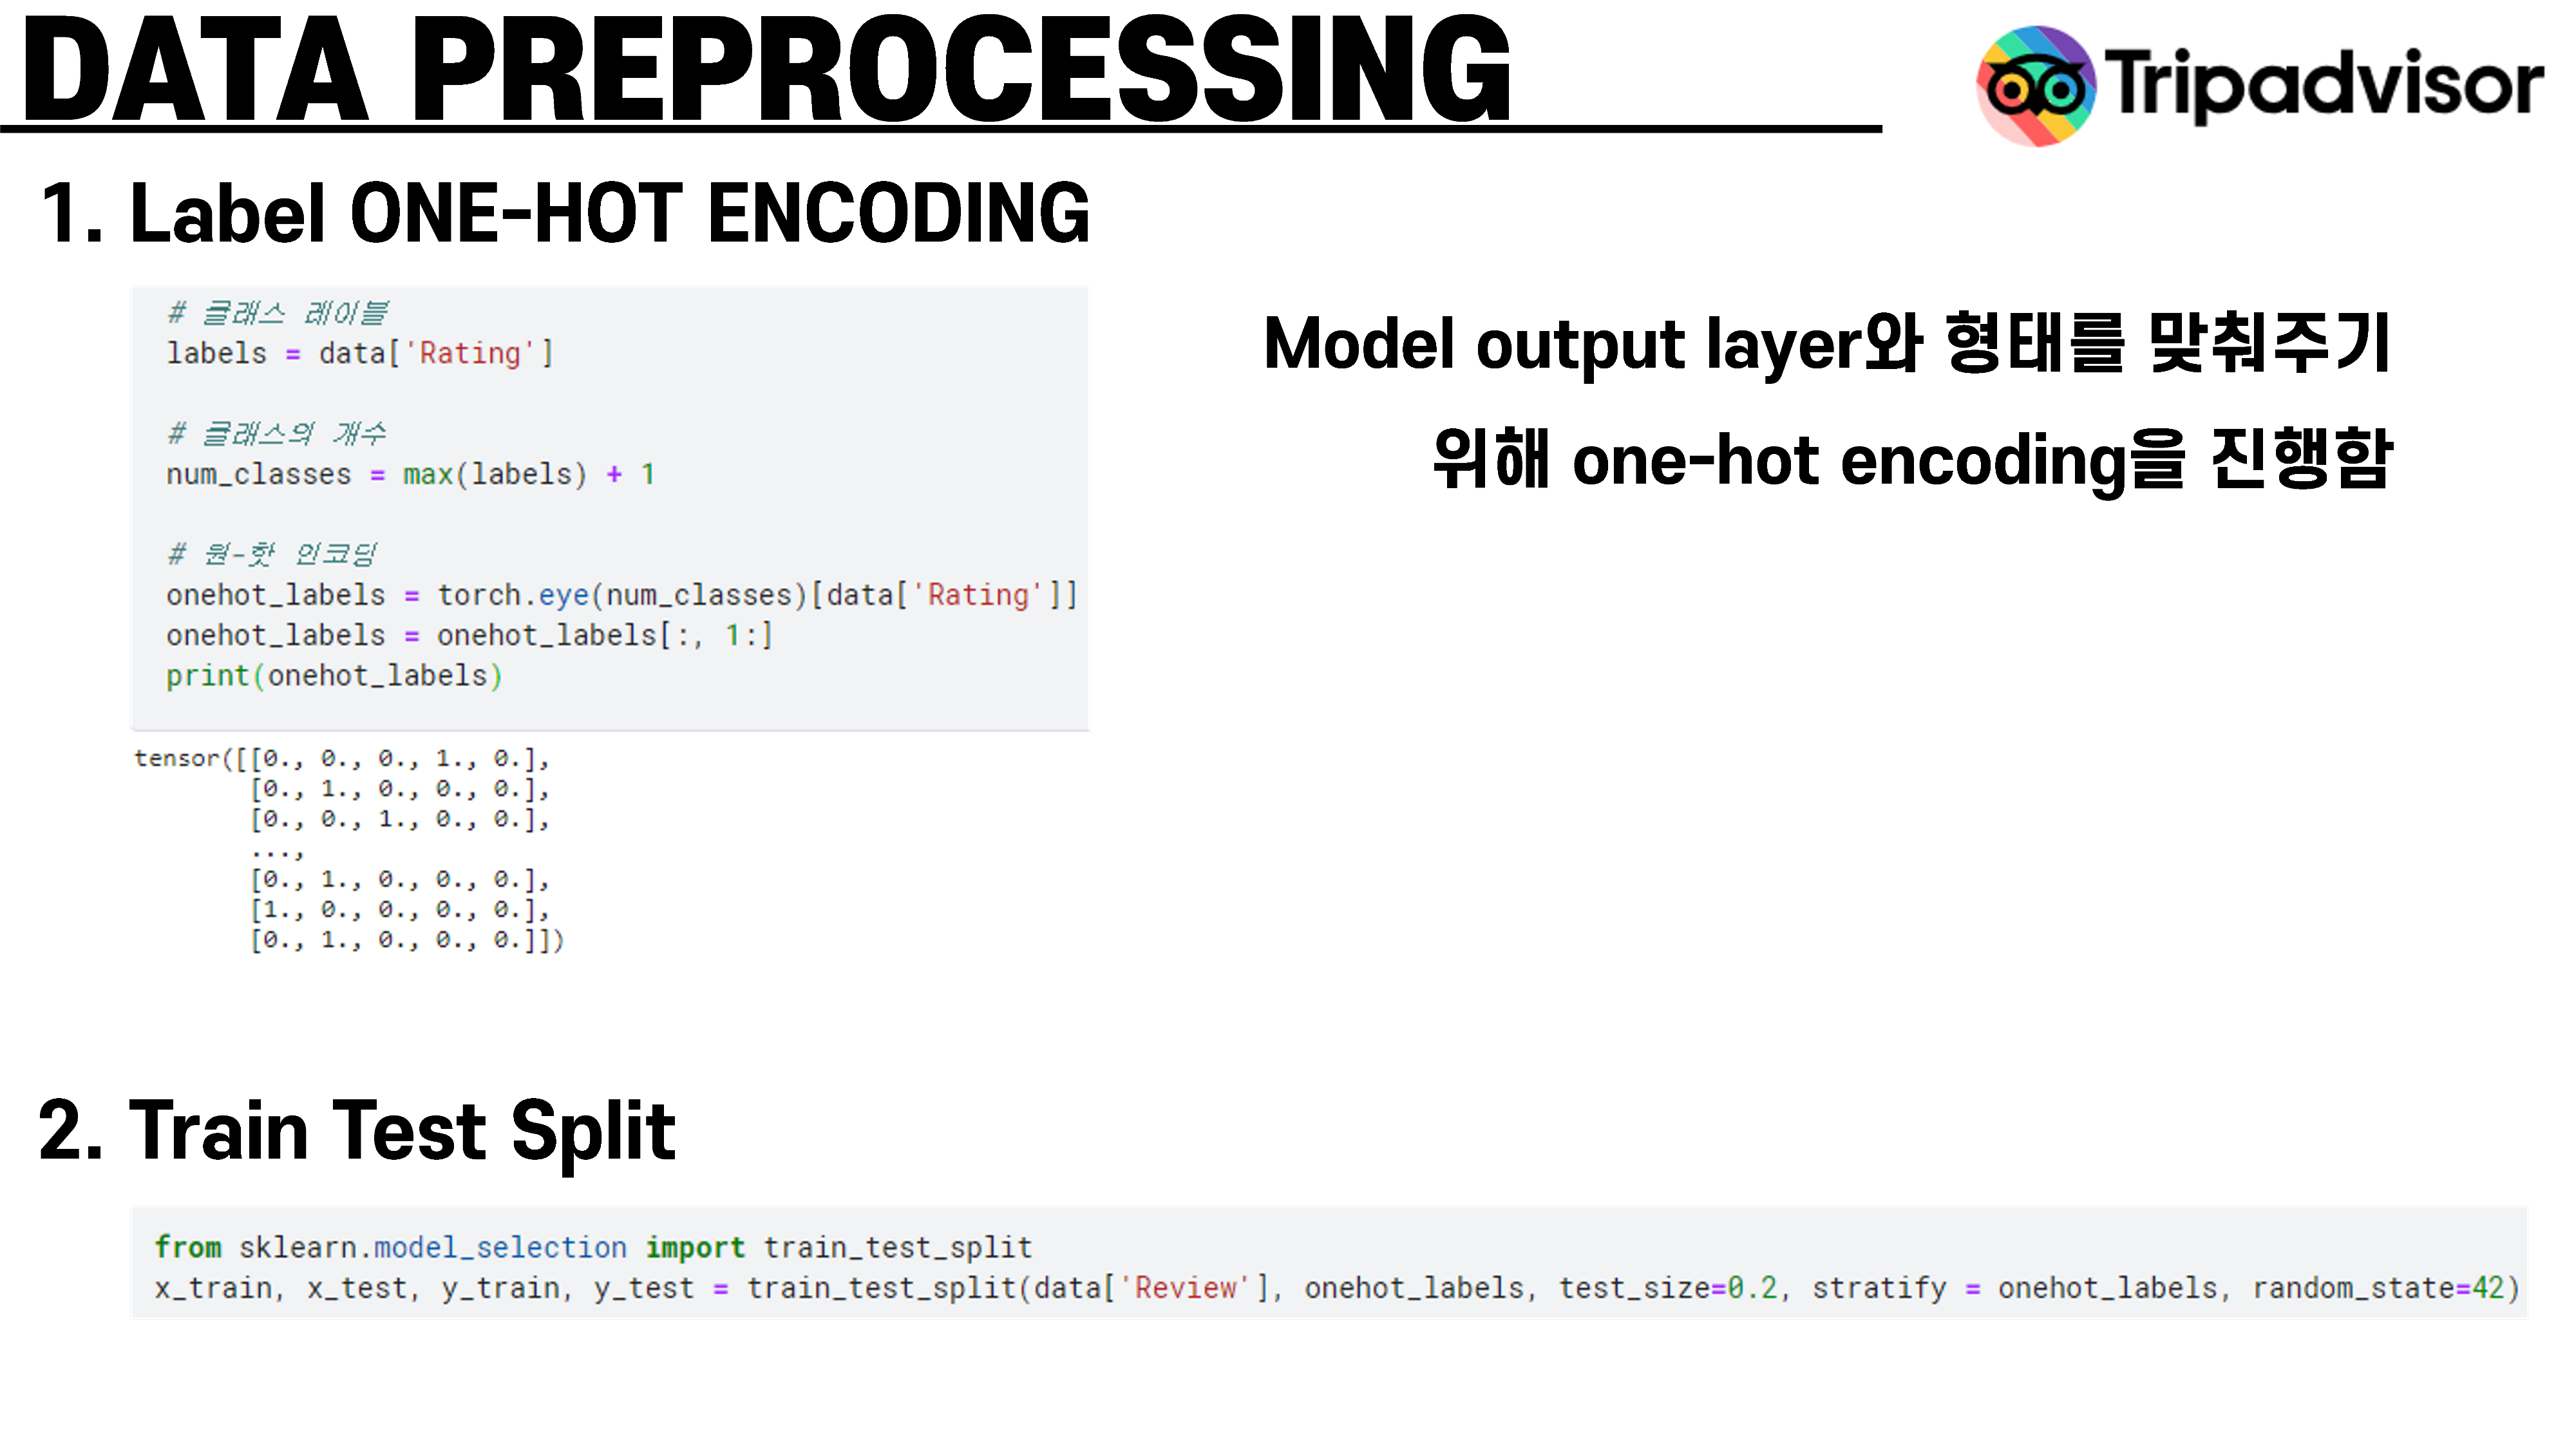 DATA PREPROCESSING
Tripadvisor
1. Label ONE-HOT ENCODING
# 클래스 레이블
labels = data['Rating']
# 클래스의 개수
num_classes = max(labels) + 1
# 원-핫 인코딩
onehot_labels = torch.eye(num_classes)[data['Rating']]
onehot_labels = onehot_labels[:, 1:]
print(onehot_labels)
tensor([[0., 0., 0., 1., 0.],
[0., 1., 0., 0., 0.],
[0., 0., 1., 0., 0.],
...,
[0., 1., 0., 0., 0.],
[1., 0., 0., 0., 0.],
[0., 1., 0., 0., 0.]])
Model output layer와 형태를 맞춰주기
위해 one-hot encoding을 진행함
2. Train Test Split
from sklearn.model_selection import train_test_split
x_train, x_test, y_train, y_test = train_test_split(data['Review'], onehot_labels, test_size=0.2, stratify = onehot_labels, random_state=42)